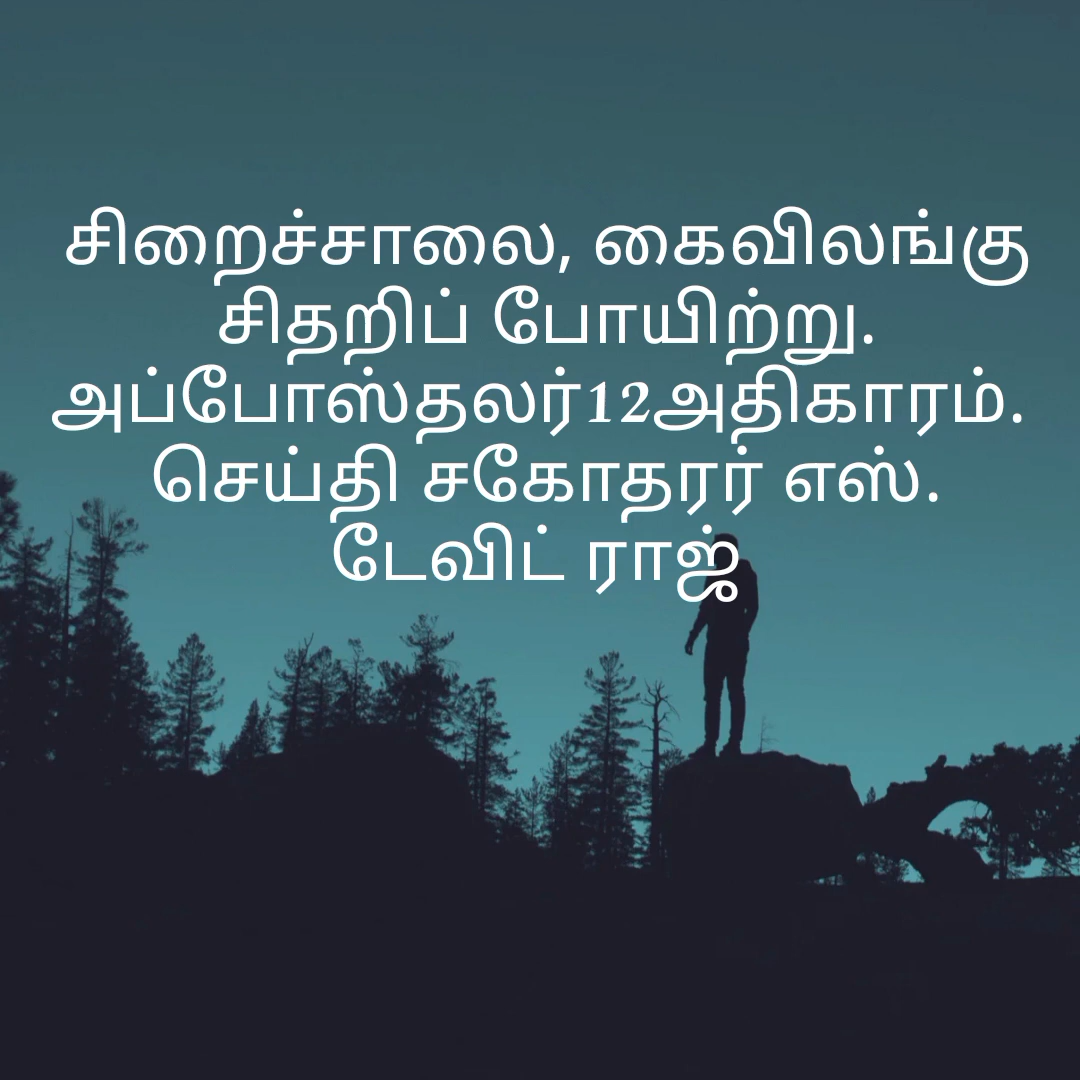 சிறைச்சாலை, கைவிலங்கு
சிதறிப் போயிற்று.
அப்போஸ்தலர்12அதிகாரம்.
செய்தி சகோதரர் எஸ்.
டேவிட் ராஜ்